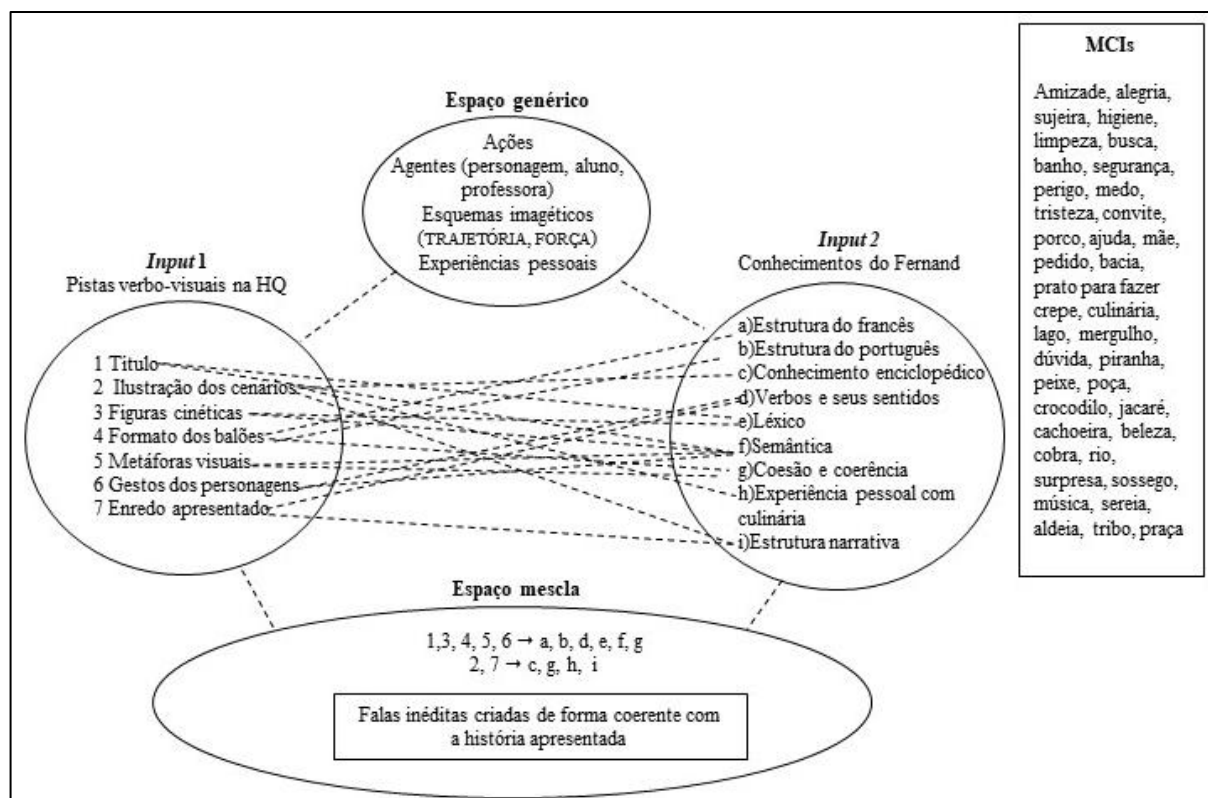 Espaço genérico
Ações
Agentes (personagem, aluno,
professora)
Esquemas imagéticos
(TRAJETÓRIA, FORÇA)
Experiências pessoais
Input 1
Pistas verbo-visuais na HQ
1 Título
2 Ilustração dos cenários
3 Figuras cinéticas
4 Formato dos balões
5 Metáforas visuais
6 Gestos dos personagens
7 Enredo apresentado
Input 2
Conhecimentos do Fernand
a)Estrutura do francês
b)Estrutura do português
c)Conhecimento enciclopédico
d)Verbos e seus sentidos
e)Léxico
f)Semântica
g)Coesão e coerência
h)Experiência pessoal com
culinária
i)Estrutura narrativa
Espaço mescla
1,3, 4, 5, 6 → a, b, d, e, f, g
2, 7 → c, g, h, i
Falas inéditas criadas de forma coerente com
a história apresentada
MCIs
Amizade, alegria,
sujeira, higiene,
limpeza, busca,
banho, segurança,
perigo, medo,
tristeza, convite,
porco, ajuda, mãe,
pedido, bacia,
prato para fazer
crepe, culinária,
lago, mergulho,
dúvida, piranha,
peixe, poça,
crocodilo, jacaré,
cachoeira, beleza,
cobra, rio,
surpresa, sossego,
música, sereia,
aldeia, tribo, praça